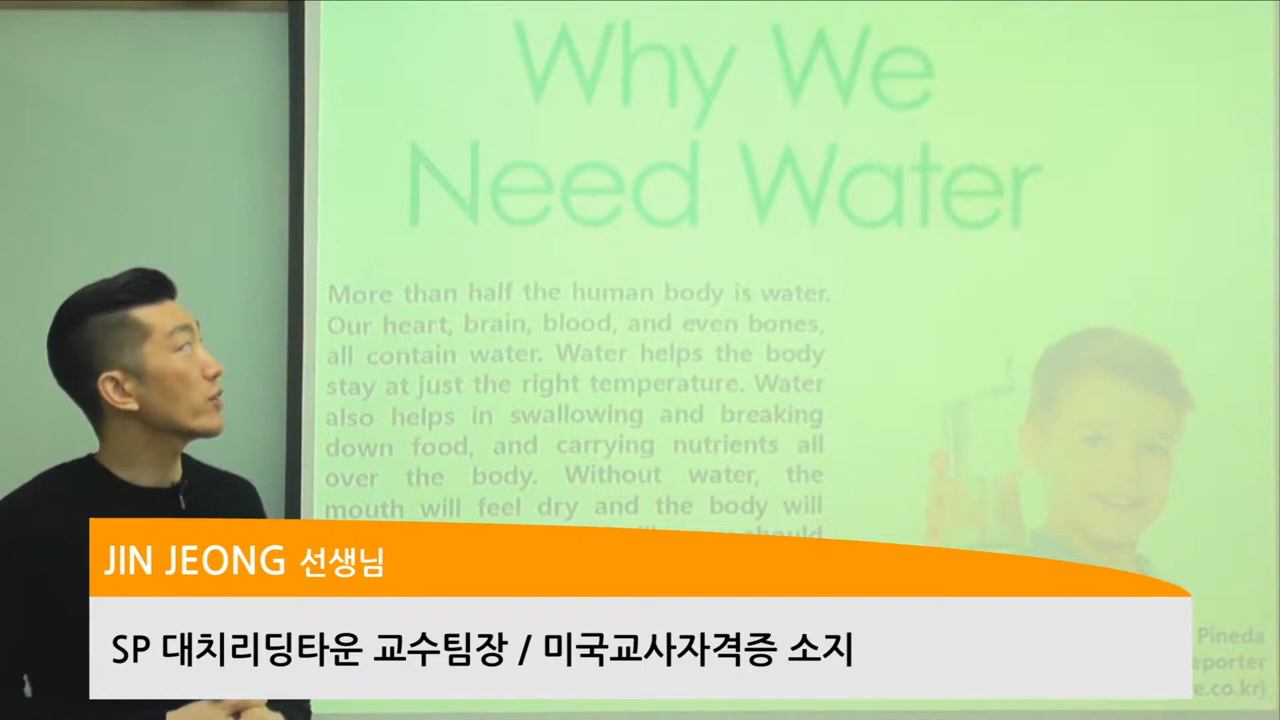 Why We
Need Water
More than half the human body is water.
Our heart, brain, blood, and even bones,
all contain water. Water helps the body
stay at just the right temperature. Water
also helps in swallowing and breaking
down food, and carrying nutrients all
over the body. Without water, the
mouth will feel dry and the body will
should
JIN JEONG 선생님
SP 대치리딩타운 교수팀장 / 미국교사자격증 소지
Pineda
eporter
e.co.kr)